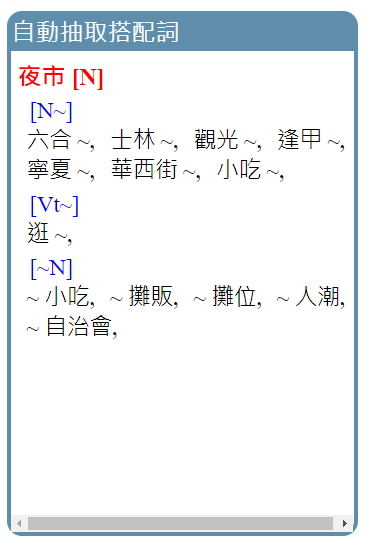 自動抽取搭配詞
夜市 [N]
[N~]
六合 ~, 士林 ~, 觀光 ~, 逢甲 ~,
寧夏 ~, 華西街 ~, 小吃 ~,
[Vt~]
逛 ~,
[~N]
~ 小吃, ~ 攤販, ~ 攤位, ~ 人潮,
~ 自治會,